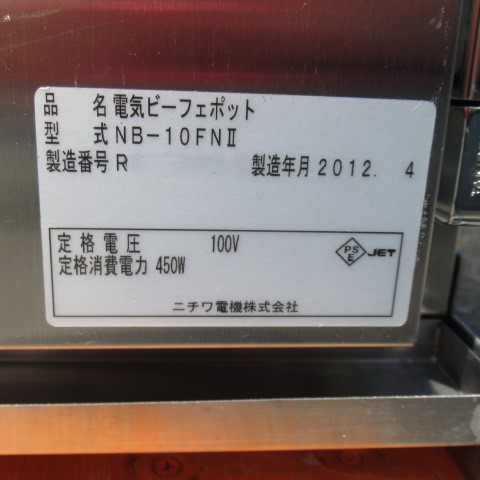 品 名 電気ビーフェポット
型 式 NB-10FNⅡ
製造番号 R 製造年月 2012. 4
定格電圧 100V
定格消費電力 450W
PS
E JET
ニチワ電機株式会社